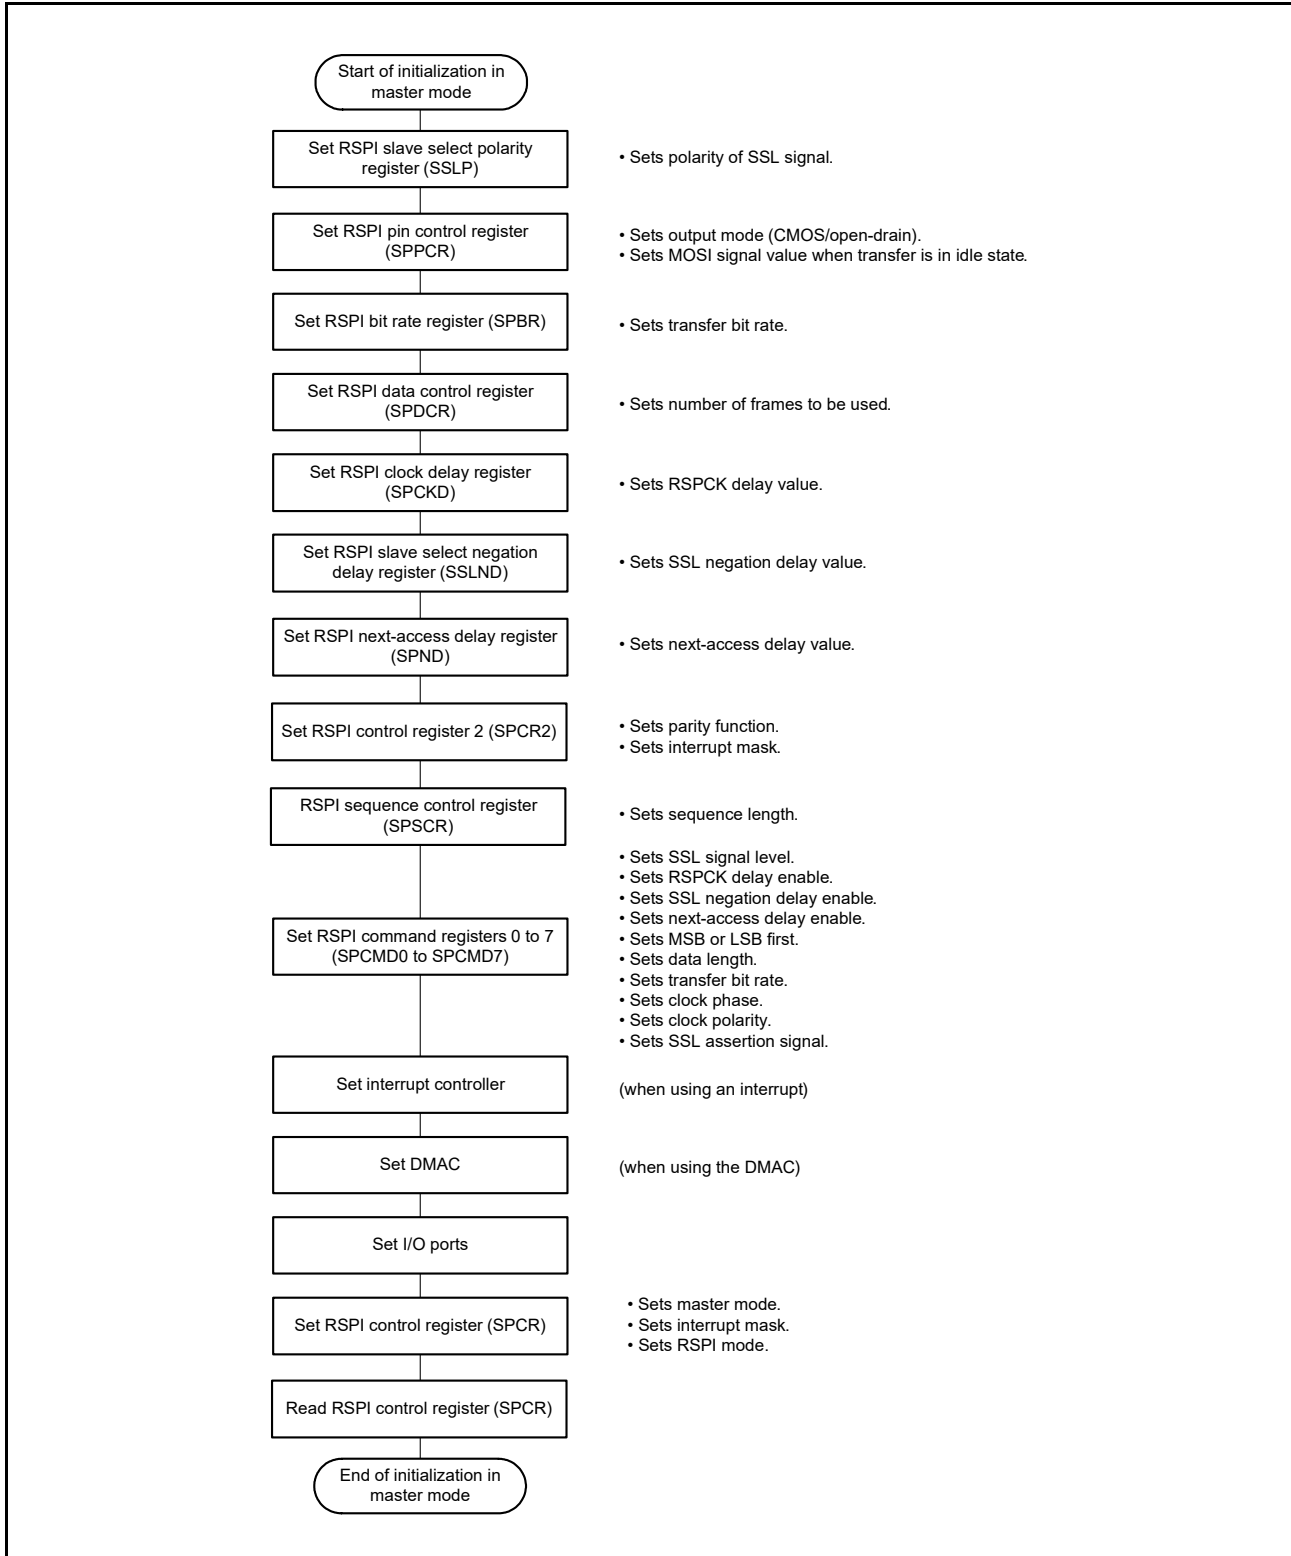 Start of initialization in
master mode
Set RSPI slave select polarity
register (SSLP)
• Sets polarity of SSL signal.
Set RSPI pin control register
(SPPCR)
• Sets output mode (CMOS/open-drain).
• Sets MOSI signal value when transfer is in idle state.
Set RSPI bit rate register (SPBR)
• Sets transfer bit rate.
Set RSPI data control register
(SPDCR)
• Sets number of frames to be used.
Set RSPI clock delay register
(SPCKD)
• Sets RSPCK delay value.
Set RSPI slave select negation
delay register (SSLND)
• Sets SSL negation delay value.
Set RSPI next-access delay register
(SPND)
• Sets next-access delay value.
Set RSPI control register 2 (SPCR2)
• Sets parity function.
• Sets interrupt mask.
RSPI sequence control register
(SPSCR)
• Sets sequence length.
Set RSPI command registers 0 to 7
(SPCMD0 to SPCMD7)
• Sets SSL signal level.
• Sets RSPCK delay enable.
• Sets SSL negation delay enable.
• Sets next-access delay enable.
• Sets MSB or LSB first.
• Sets data length.
• Sets transfer bit rate.
• Sets clock phase.
• Sets clock polarity.
• Sets SSL assertion signal.
Set interrupt controller
(when using an interrupt)
Set DMAC
(when using the DMAC)
Set I/O ports
Set RSPI control register (SPCR)
• Sets master mode.
• Sets interrupt mask.
• Sets RSPI mode.
Read RSPI control register (SPCR)
End of initialization in
master mode